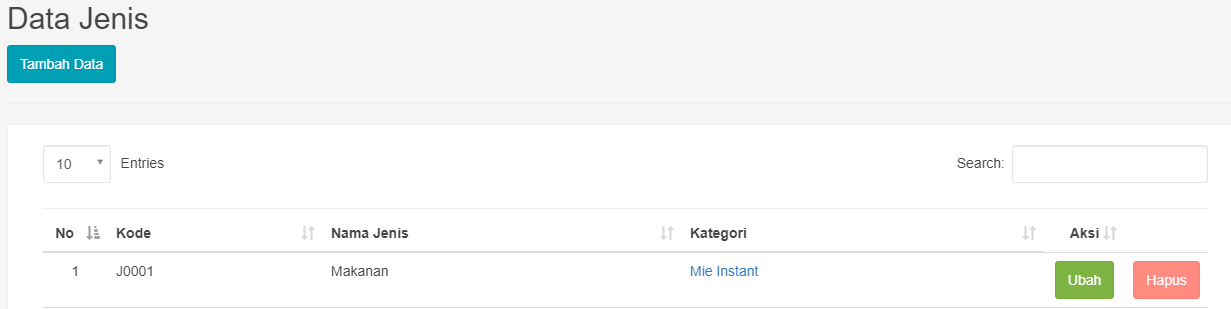 Data Jenis
Tambah Data
10 Entries Search:
No Kode Nama Jenis Kategori Aksi
1 J0001 Makanan Mie Instant Ubah Hapus